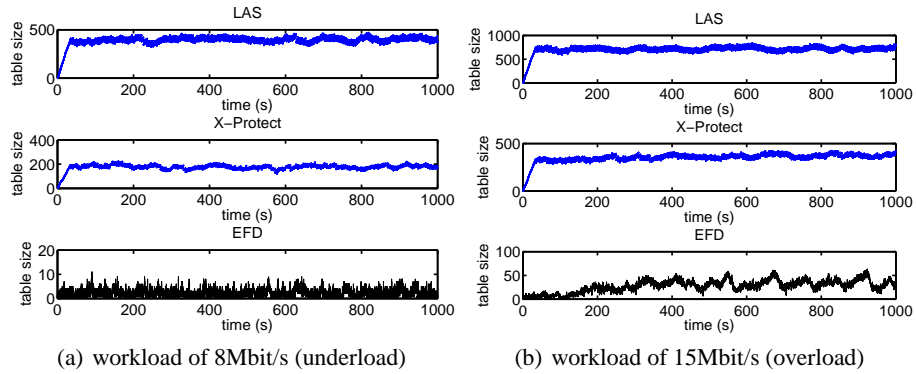 LAS
500
0
table size
0 200 400 600 800 1000
time (s)
X−Protect
400
200
0
table size
0 200 400 600 800 1000
time (s)
EFD
20
10
0
table size
0 200 400 600 800 1000
time (s)
(a) workload of 8Mbit/s (underload)
LAS
1000
500
0
table size
0 200 400 600 800 1000
time (s)
X−Protect
500
0
table size
0 200 400 600 800 1000
time (s)
EFD
100
50
0
table size
0 200 400 600 800 1000
time (s)
(b) workload of 15Mbit/s (overload)